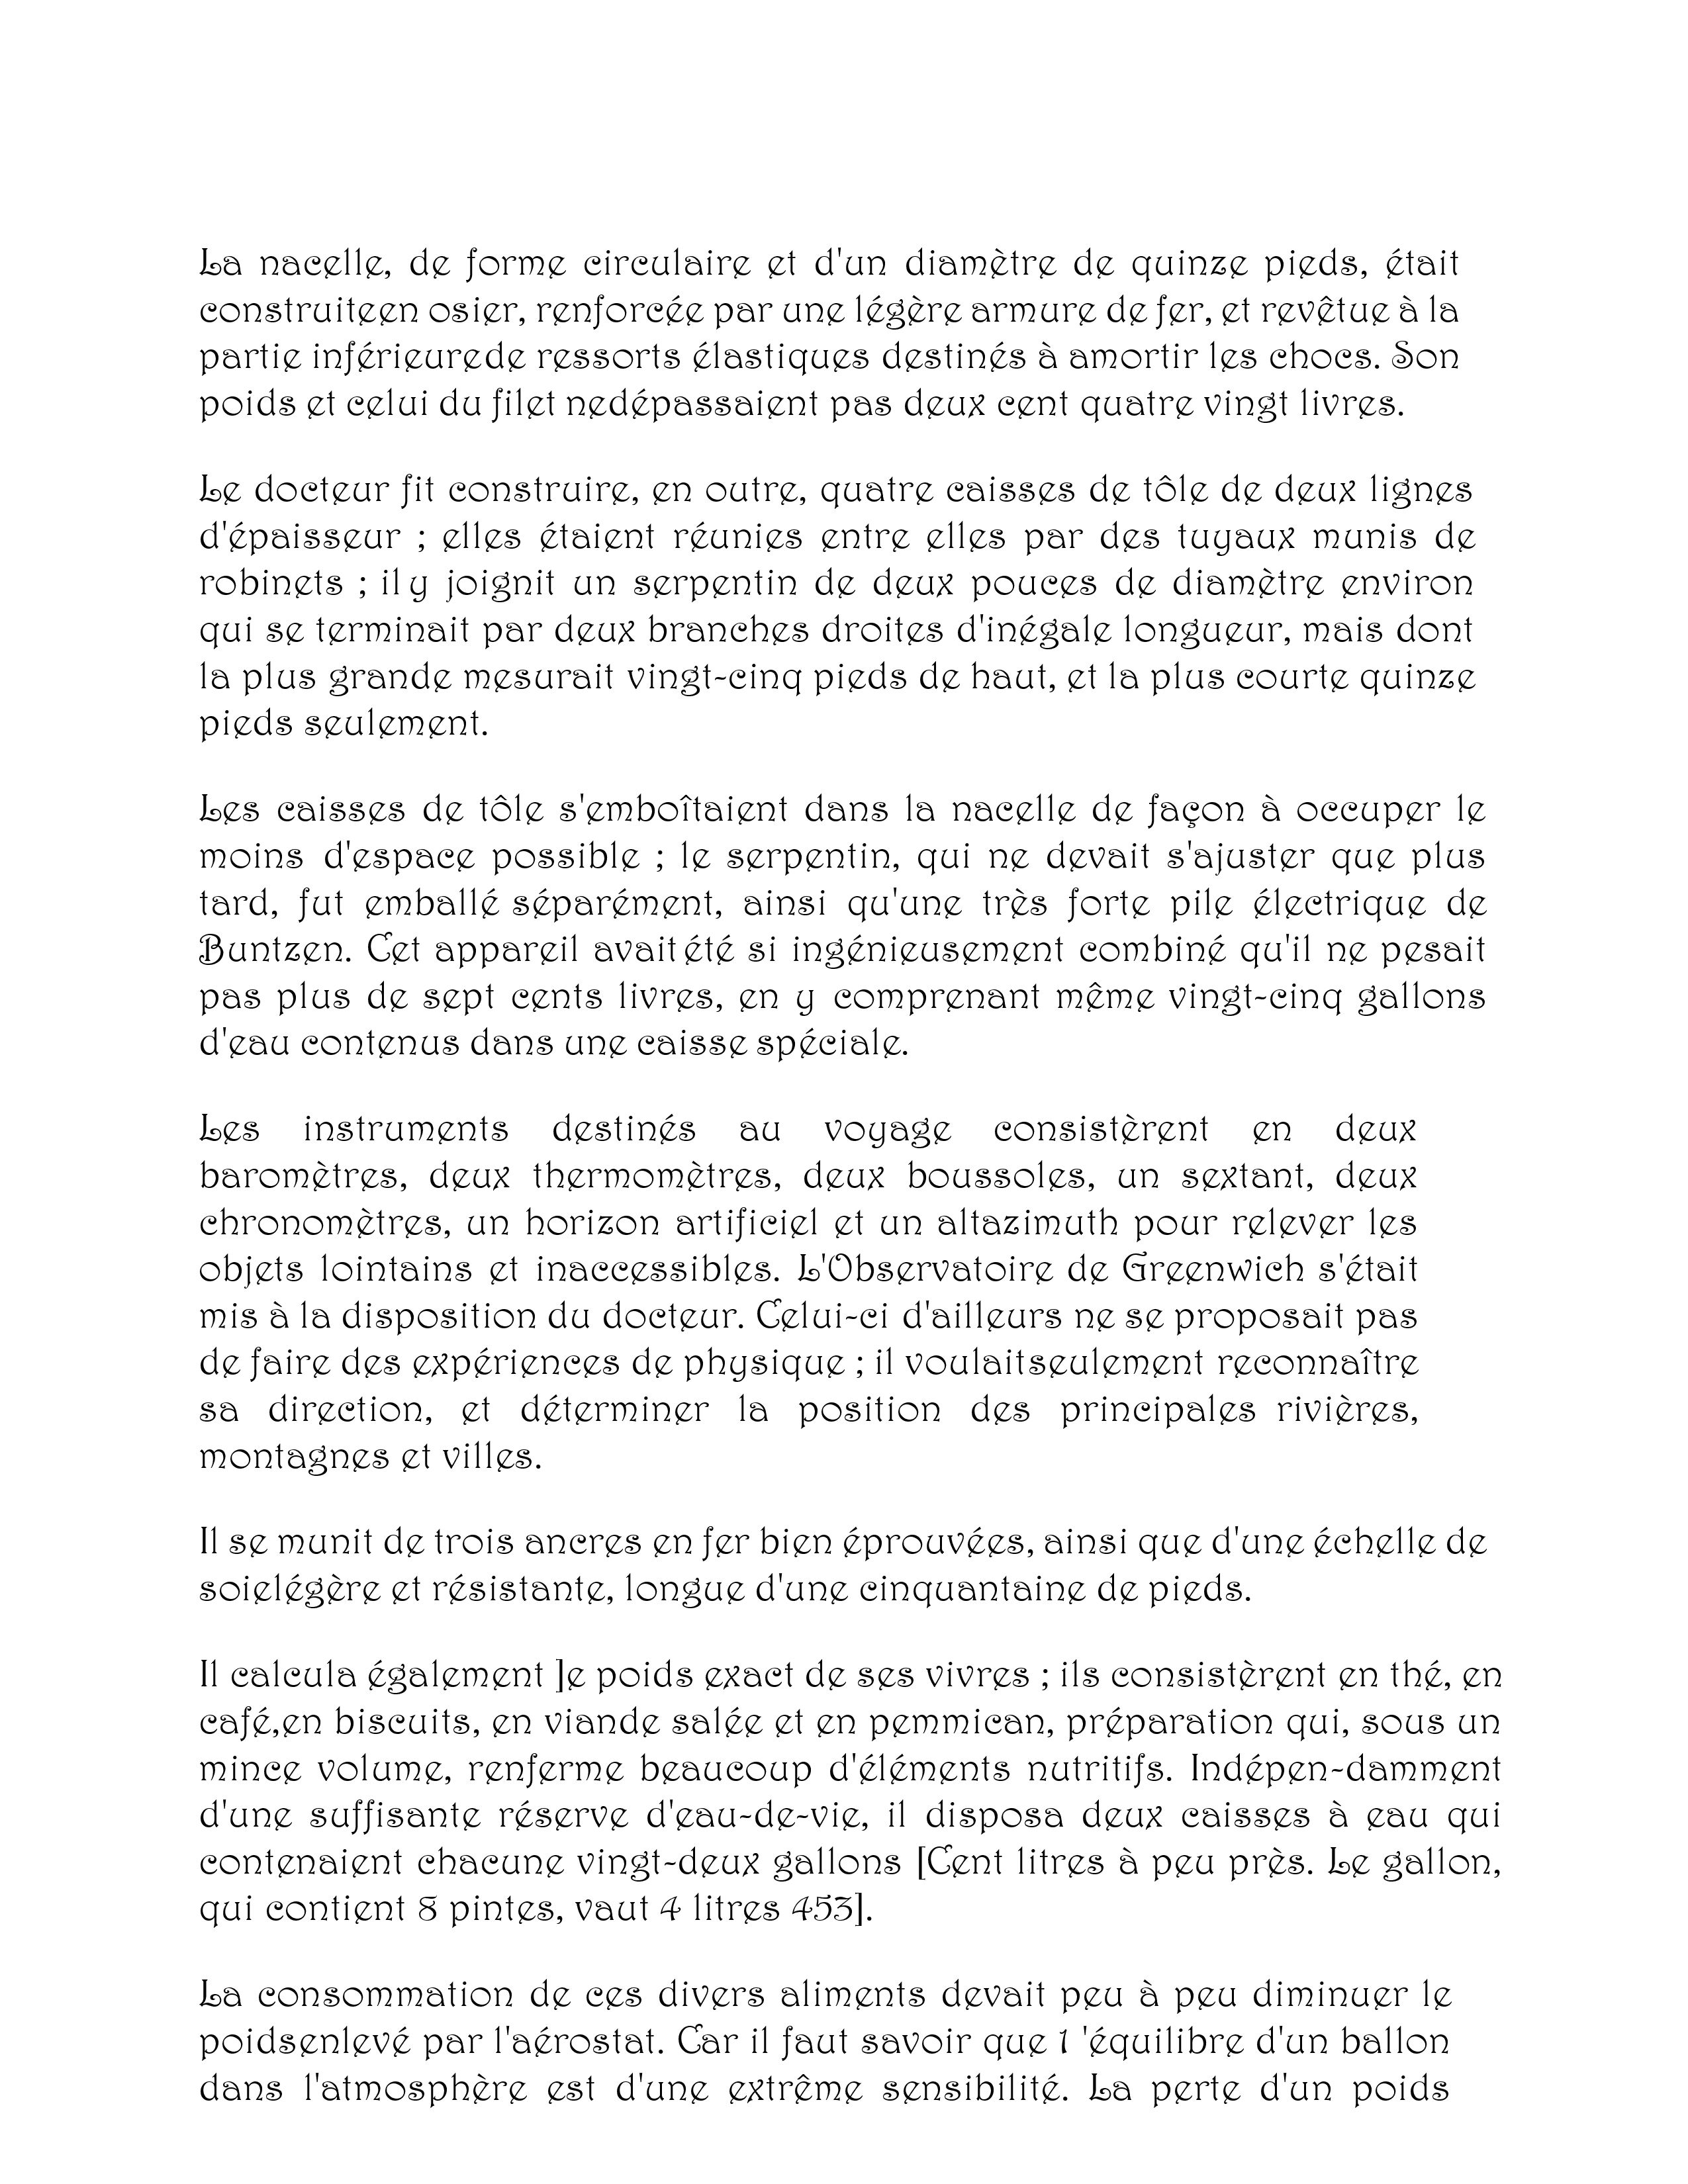 La nacelle, de forme circulaire et d'un diamètre de quinze pieds, était
construiteen osier, renforcée par une légère armure de fer, et revêtue à la
partie inférieurede ressorts élastiques destinés à amortir les chocs. Son
poids et celui du filet nedépassaient pas deux cent quatre vingt livres.
Le docteur fit construire, en outre, quatre caisses de tôle de deux lignes
d'épaisseur ; elles étaient réunies entre elles par des tuyaux munis de
robinets ; il y joignit un serpentin de deux pouces de diamètre environ
qui se terminait par deux branches droites d'inégale longueur, mais dont
la plus grande mesurait vingt-cinq pieds de haut, et la plus courte quinze
pieds seulement.
Les caisses de tôle s'emboîtaient dans la nacelle de façon à occuper le
moins d'espace possible ; le serpentin, qui ne devait s'ajuster que plus
tard, fut emballé séparément, ainsi qu'une très forte pile électrique de
Buntzen. Cet appareil avait été si ingénieusement combiné qu'il ne pesait
pas plus de sept cents livres, en y comprenant même vingt-cinq gallons
d'eau contenus dans une caisse spéciale.
Les instruments destinés au voyage consistèrent en deux
baromètres, deux thermomètres, deux boussoles, un sextant, deux
chronomètres, un horizon artificiel et un altazimuth pour relever les
objets lointains et inaccessibles. L'Observatoire de Greenwich s'était
mis à la disposition du docteur. Celui-ci d'ailleurs ne se proposait pas
de faire des expériences de physique ; il voulaitseulement reconnaître
sa direction, et déterminer la position des principales rivières,
montagnes et villes.
Il se munit de trois ancres en fer bien éprouvées, ainsi que d'une échelle de
soielégère et résistante, longue d'une cinquantaine de pieds.
Il calcula également ]e poids exact de ses vivres ; ils consistèrent en thé, en
café,en biscuits, en viande salée et en pemmican, préparation qui, sous un
mince volume, renferme beaucoup d'éléments nutritifs. Indépen-damment
d'une suffisante réserve d'eau-de-vie, il disposa deux caisses à eau qui
contenaient chacune vingt-deux gallons [Cent litres à peu près. Le gallon,
qui contient 8 pintes, vaut 4 litres 453].
La consommation de ces divers aliments devait peu à peu diminuer le
poidsenlevé par l'aérostat. Car il faut savoir que 1 'équilibre d'un ballon
dans l'atmosphère est d'une extrême sensibilité. La perte d'un poids